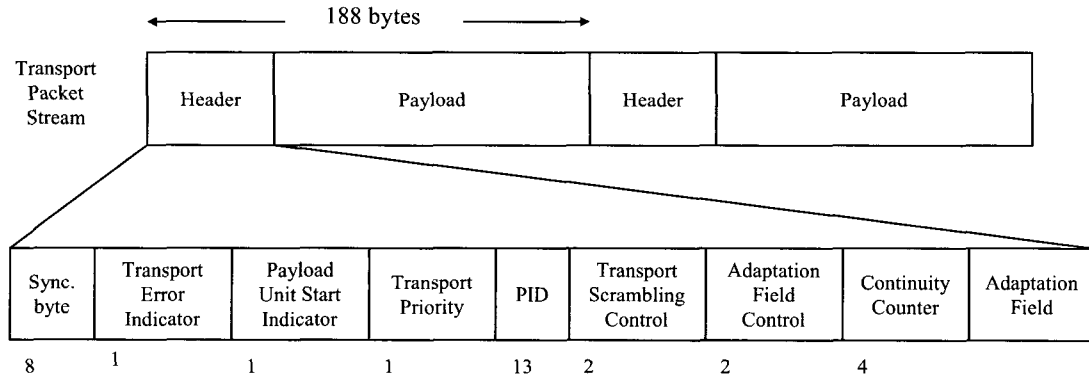 188 bytes
Transport
Packet
Stream
Header
Payload
Header
Payload
Sync.
byte
Transport
Error
Indicator
Payload
Unit Start
Indicator
Transport
Priority
PID
Transport
Scrambling
Control
Adaptation
Field
Control
Continuity
Counter
Adaptation
Field
8 1 1 1 13 2 2 4